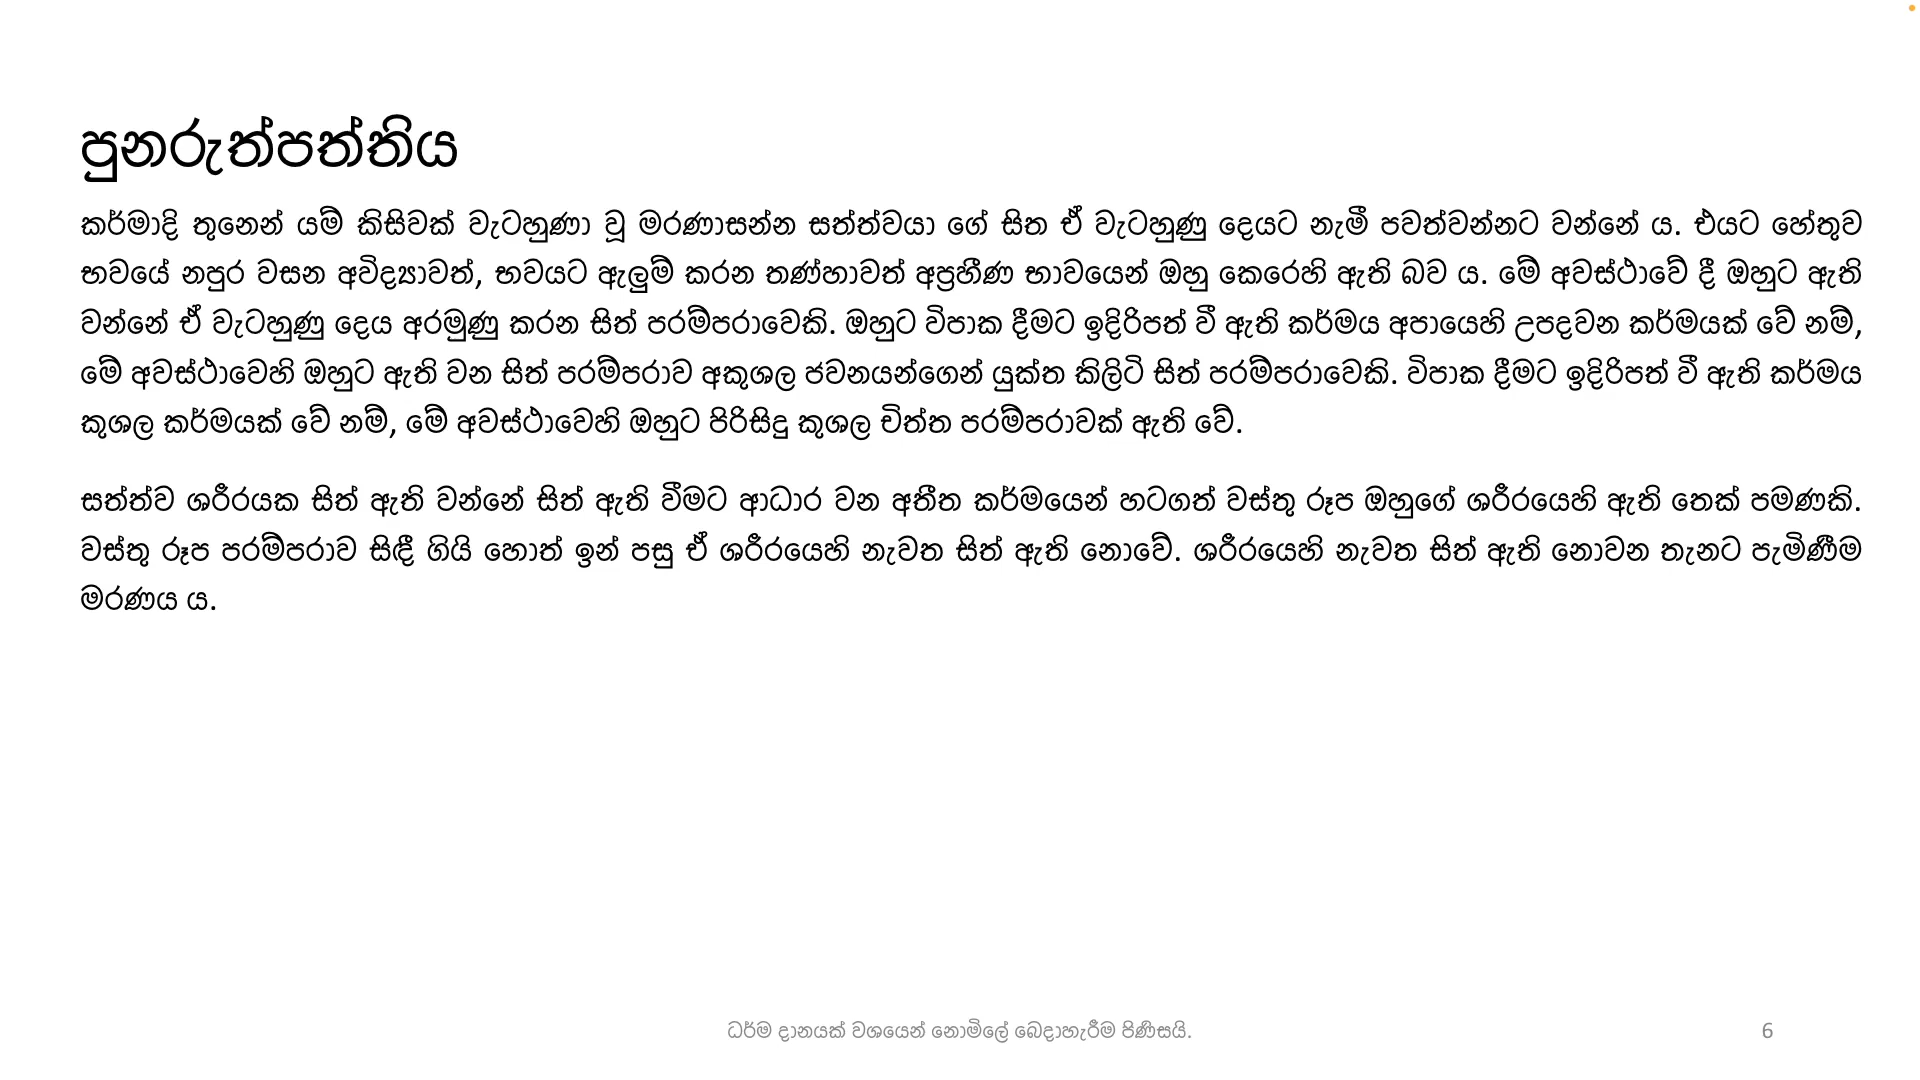 පුනරුත්පත්තිය
කර්මාදි තුනෙන් යම් කිසිවක් වැටහුණා වූ මරණාසන්න සත්ත්වයා ගේ සිත ඒ වැටහුණු දෙයට නැමී පවත්වන්නට වන්නේ ය. එයට හේතුව
භවයේ නපුර වසන අවිද්‍යාවත්, භවයට ඇලුම් කරන තණ්හාවත් අප්‍රහීණ භාවයෙන් ඔහු කෙරෙහි ඇති බව ය. මේ අවස්ථාවේ දී ඔහුට ඇති
වන්නේ ඒ වැටහුණු දෙය අරමුණු කරන සිත් පරම්පරාවෙකි. ඔහුට විපාක දීමට ඉදිරිපත් වී ඇති කර්මය අපායෙහි උපදවන කර්මයක් වේ නම්,
මේ අවස්ථාවෙහි ඔහුට ඇති වන සිත් පරම්පරාව අකුශල ජවනයන්ගෙන් යුක්ත කිලිටි සිත් පරම්පරාවෙකි. විපාක දීමට ඉදිරිපත් වී ඇති කර්මය
කුශල කර්මයක් වේ නම්, මේ අවස්ථාවෙහි ඔහුට පිරිසිදු කුශල චිත්ත පරම්පරාවක් ඇති වේ.
සත්ත්ව ශරීරයක සිත් ඇති වන්නේ සිත් ඇති වීමට ආධාර වන අතීත කර්මයෙන් හටගත් වස්තු රූප ඔහුගේ ශරීරයෙහි ඇති තෙක් පමණකි.
වස්තු රූප පරම්පරාව සිඳී ගියි හොත් ඉන් පසු ඒ ශරීරයෙහි නැවත සිත් ඇති නොවේ. ශරීරයෙහි නැවත සිත් ඇති නොවන තැනට පැමිණීම
මරණය ය.
ධර්ම දානයක් වශයෙන් නොමිලේ බෙදාහැරීම පිණිසයි.
6